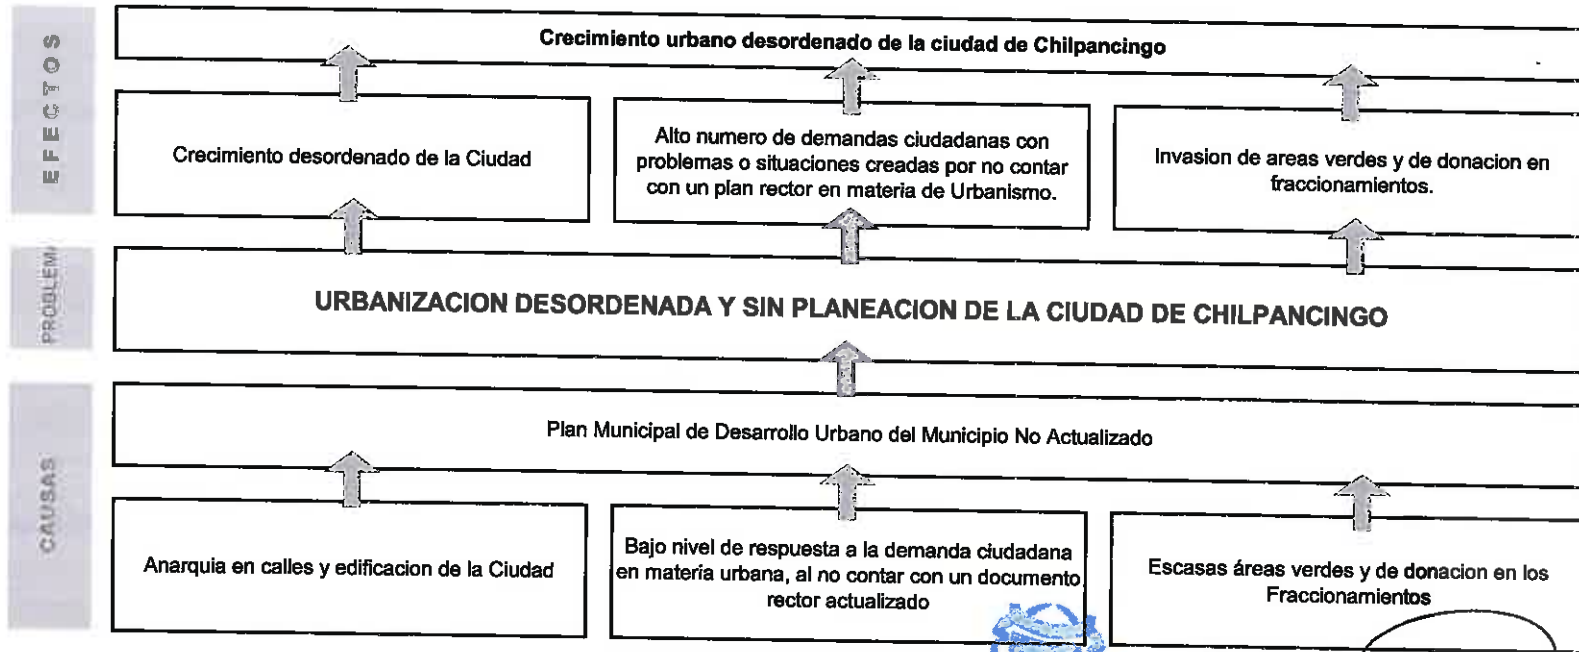 EFECTOS
Crecimiento urbano desordenado de la ciudad de Chilpancingo
Crecimiento desordenado de la Ciudad
Alto numero de demandas ciudadanas con
problemas o situaciones creadas por no contar
con un plan rector en materia de Urbanismo.
Invasion de areas verdes y de donacion en
fraccionamientos.
PROBLEMA
URBANIZACION DESORDENADA Y SIN PLANEACION DE LA CIUDAD DE CHILPANCINGO
CAUSAS
Plan Municipal de Desarrollo Urbano del Municipio No Actualizado
Anarquia en calles y edificacion de la Ciudad
Bajo nivel de respuesta a la demanda ciudadana
en materia urbana, al no contar con un documento
rector actualizado
Escasas áreas verdes y de donacion en los
Fraccionamientos